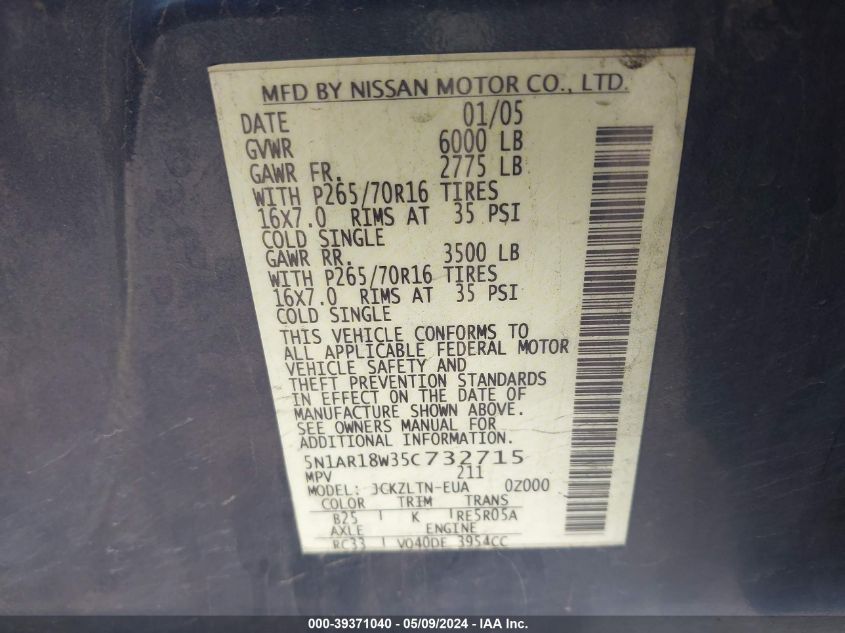 MFD BY NISSAN MOTOR CO., LTD.
DATE 01/05
GVWR 6000 LB
GAWR FR. 2775 LB
WITH P265/70R16 TIRES
16X7.0 RIMS AT 35 PSI
COLD SINGLE
GAWR RR. 3500 LB
WITH P265/70R16 TIRES
16X7.0 RIMS AT 35 PSI
COLD SINGLE
THIS VEHICLE CONFORMS TO
ALL APPLICABLE FEDERAL MOTOR
VEHICLE SAFETY AND
THEFT PREVENTION STANDARDS
IN EFFECT ON THE DATE OF
MANUFACTURE SHOWN ABOVE.
SEE OWNERS MANUAL FOR
ADDITIONAL INFORMATION.
5N1AR18W35C732715
MPV 211
MODEL: JCKZLTN-EUA 0Z000
COLOR TRIM TRANS
B25 K RE5R05A
AXLE ENGINE
RC33 VQ40DE 3954CC
000-39371040 - 05/09/2024 - IAA Inc.